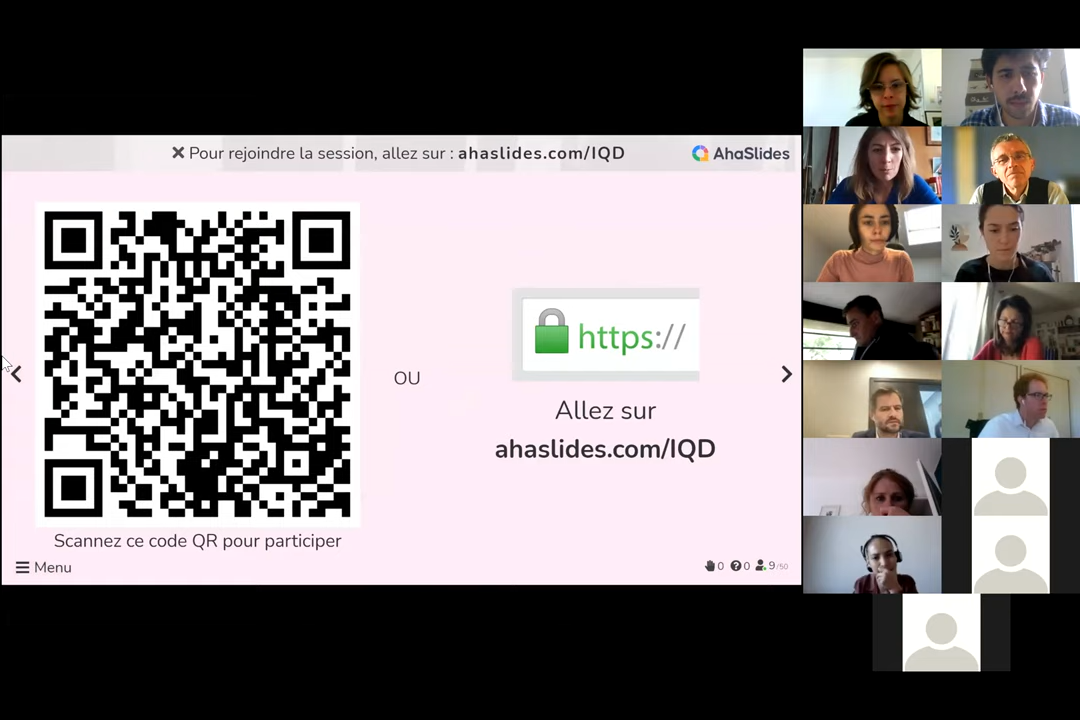 Pour rejoindre la session, allez sur : ahaslides.com/IQD
AhaSlides
https://
OU
Allez sur
ahaslides.com/IQD
Scannez ce code QR pour participer
Menu
0 0 9/50